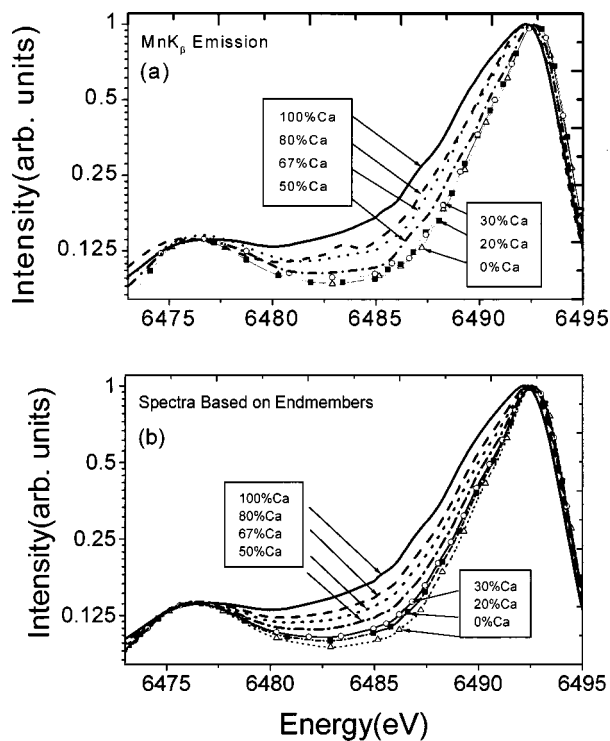 MnKβ Emission
(a)
Intensity(arb. units)
1
0.5
0.25
0.125
100%Ca
80%Ca
67%Ca
50%Ca
30%Ca
20%Ca
0%Ca
6475 6480 6485 6490 6495
Spectra Based on Endmembers
(b)
Intensity(arb. units)
1
0.5
0.25
0.125
100%Ca
80%Ca
67%Ca
50%Ca
30%Ca
20%Ca
0%Ca
6475 6480 6485 6490 6495
Energy(eV)